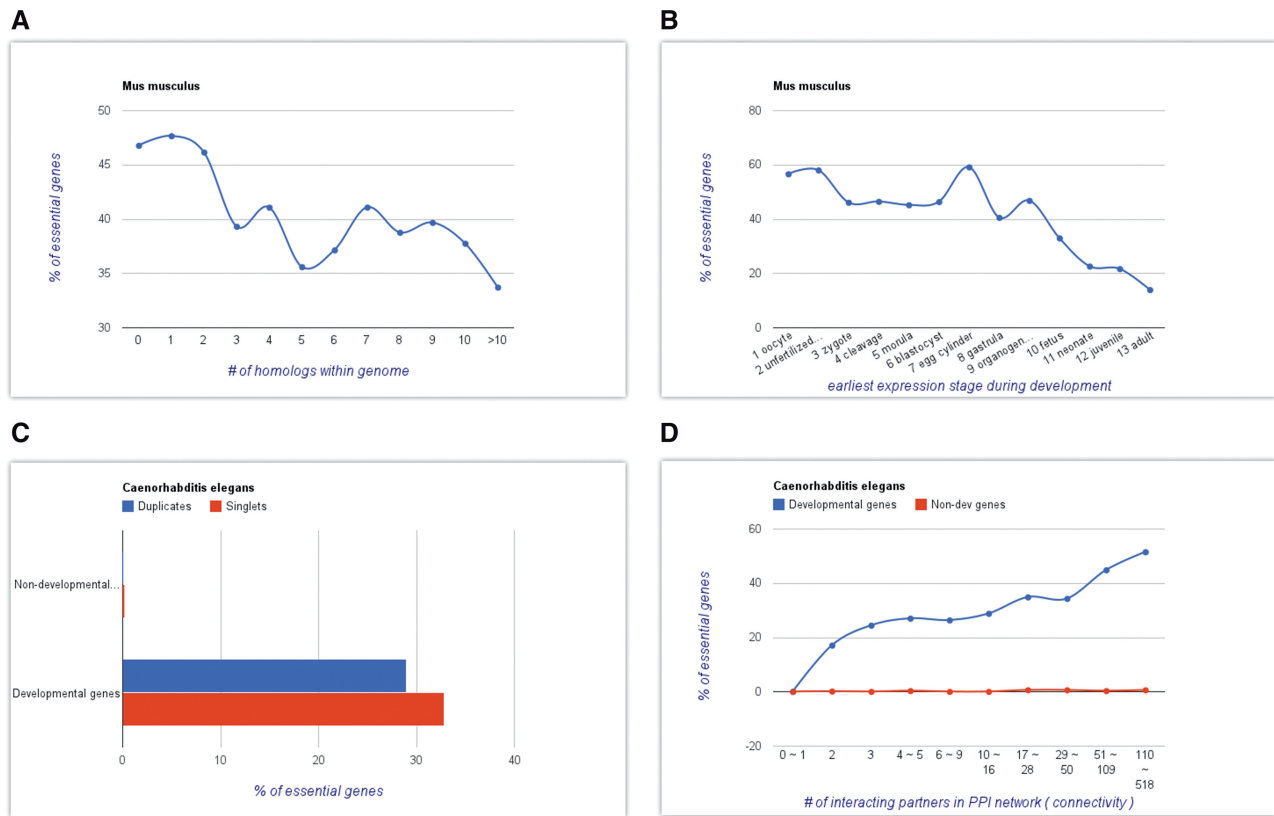 A
Mus musculus
50
45
40
35
30
% of essential genes
0 1 2 3 4 5 6 7 8 9 10 >10
# of homologs within genome
B
Mus musculus
80
60
40
20
0
% of essential genes
1 oocyte
2 unfertilized...
3 zygote
4 cleavage
5 morula
6 blastocyst
7 egg cylinder
8 gastrula
9 organogen...
10 fetus
11 neonate
12 juvenile
13 adult
earliest expression stage during development
C
Caenorhabditis elegans
Duplicates Singlets
Non-developmental...
Developmental genes
0 10 20 30 40
% of essential genes
D
Caenorhabditis elegans
Developmental genes Non-dev genes
60
40
20
0
-20
% of essential genes
0 ~ 1 2 3 4 ~ 5 6 ~ 9 10 ~ 17 ~ 29 ~ 51 ~ 110
16 28 50 109 ~
518
# of interacting partners in PPI network ( connectivity )